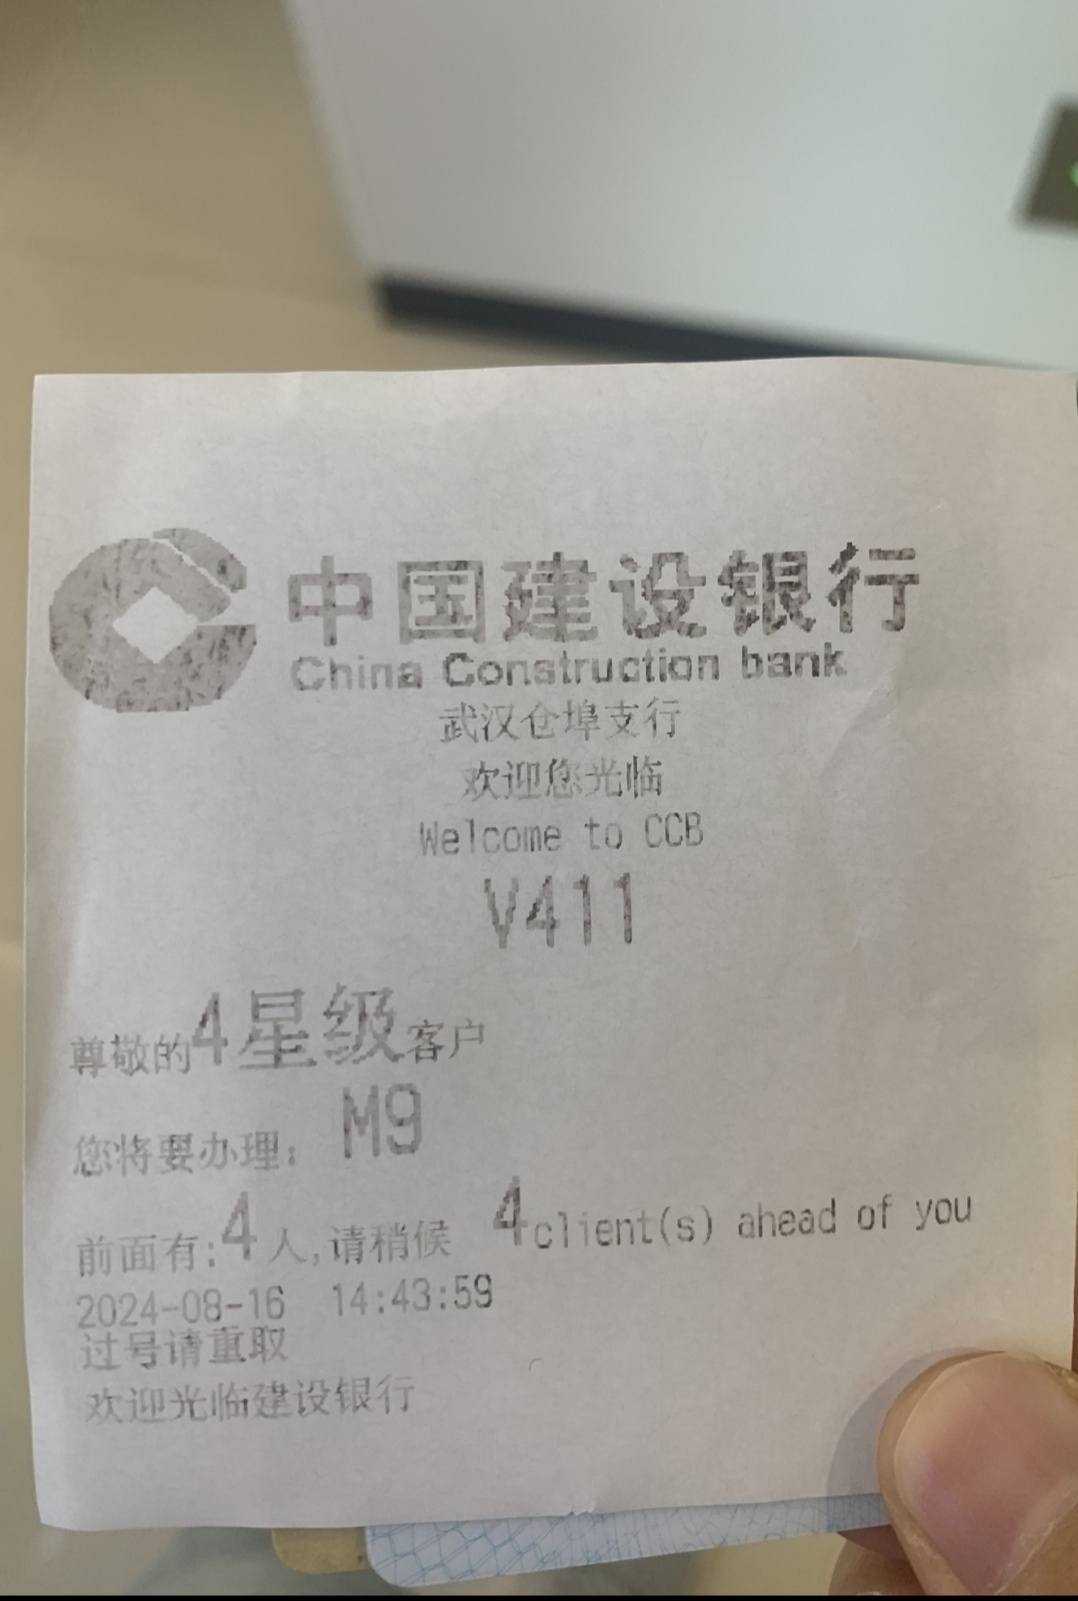 中国建设银行
China Construction bank
武汉仓埠支行
欢迎您光临
Welcome to CCB
V411
尊敬的4星级客户
您将要办理: M9
前面有:4人,请稍候 4client(s) ahead of you
2024-08-16 14:43:59
过号请重取
欢迎光临建设银行